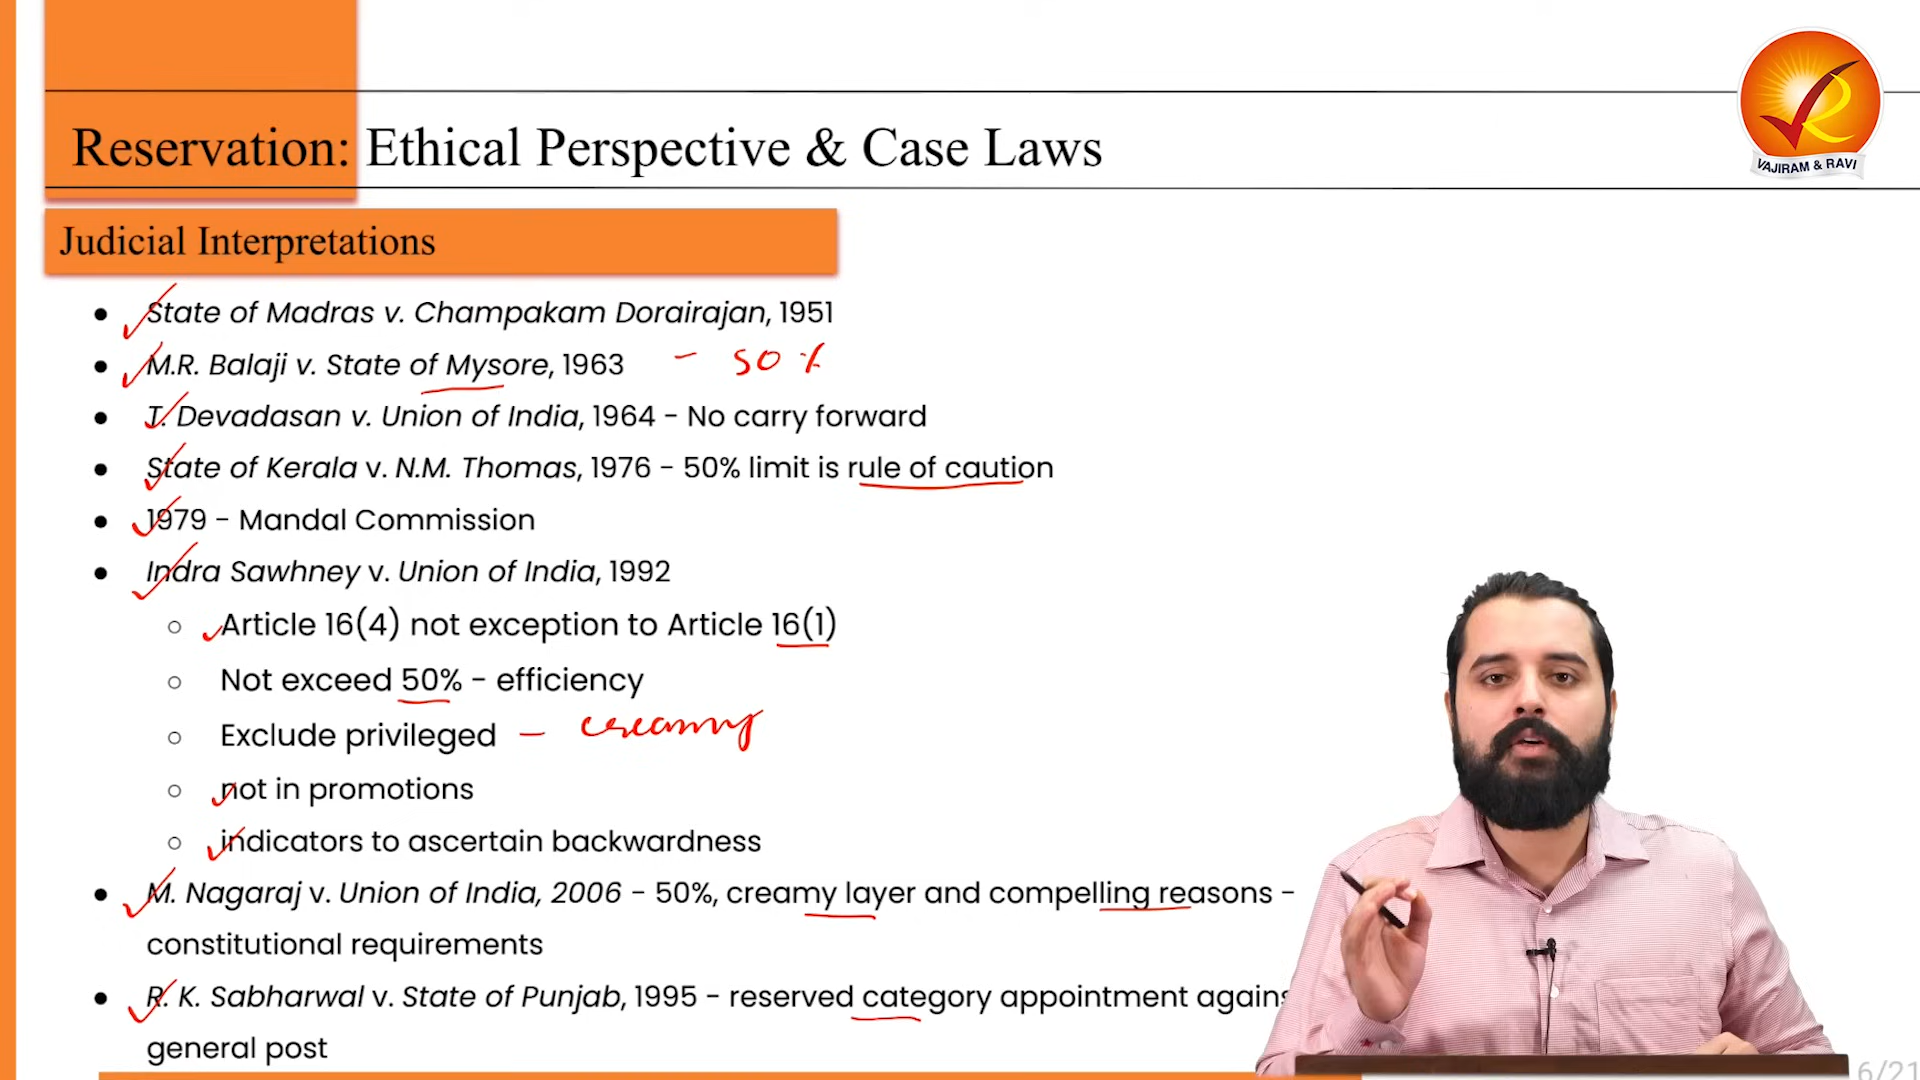 Reservation: Ethical Perspective & Case Laws
VAJIRAM & RAVI
Judicial Interpretations
● State of Madras v. Champakam Dorairajan, 1951
● M.R. Balaji v. State of Mysore, 1963 - 50 %
● T. Devadasan v. Union of India, 1964 - No carry forward
● State of Kerala v. N.M. Thomas, 1976 - 50% limit is rule of caution
● 1979 - Mandal Commission
● Indra Sawhney v. Union of India, 1992
○ Article 16(4) not exception to Article 16(1)
○ Not exceed 50% - efficiency
○ Exclude privileged - creamy
○ not in promotions
○ indicators to ascertain backwardness
● M. Nagaraj v. Union of India, 2006 - 50%, creamy layer and compelling reasons -
constitutional requirements
● R. K. Sabharwal v. State of Punjab, 1995 - reserved category appointment agains
general post
6/21